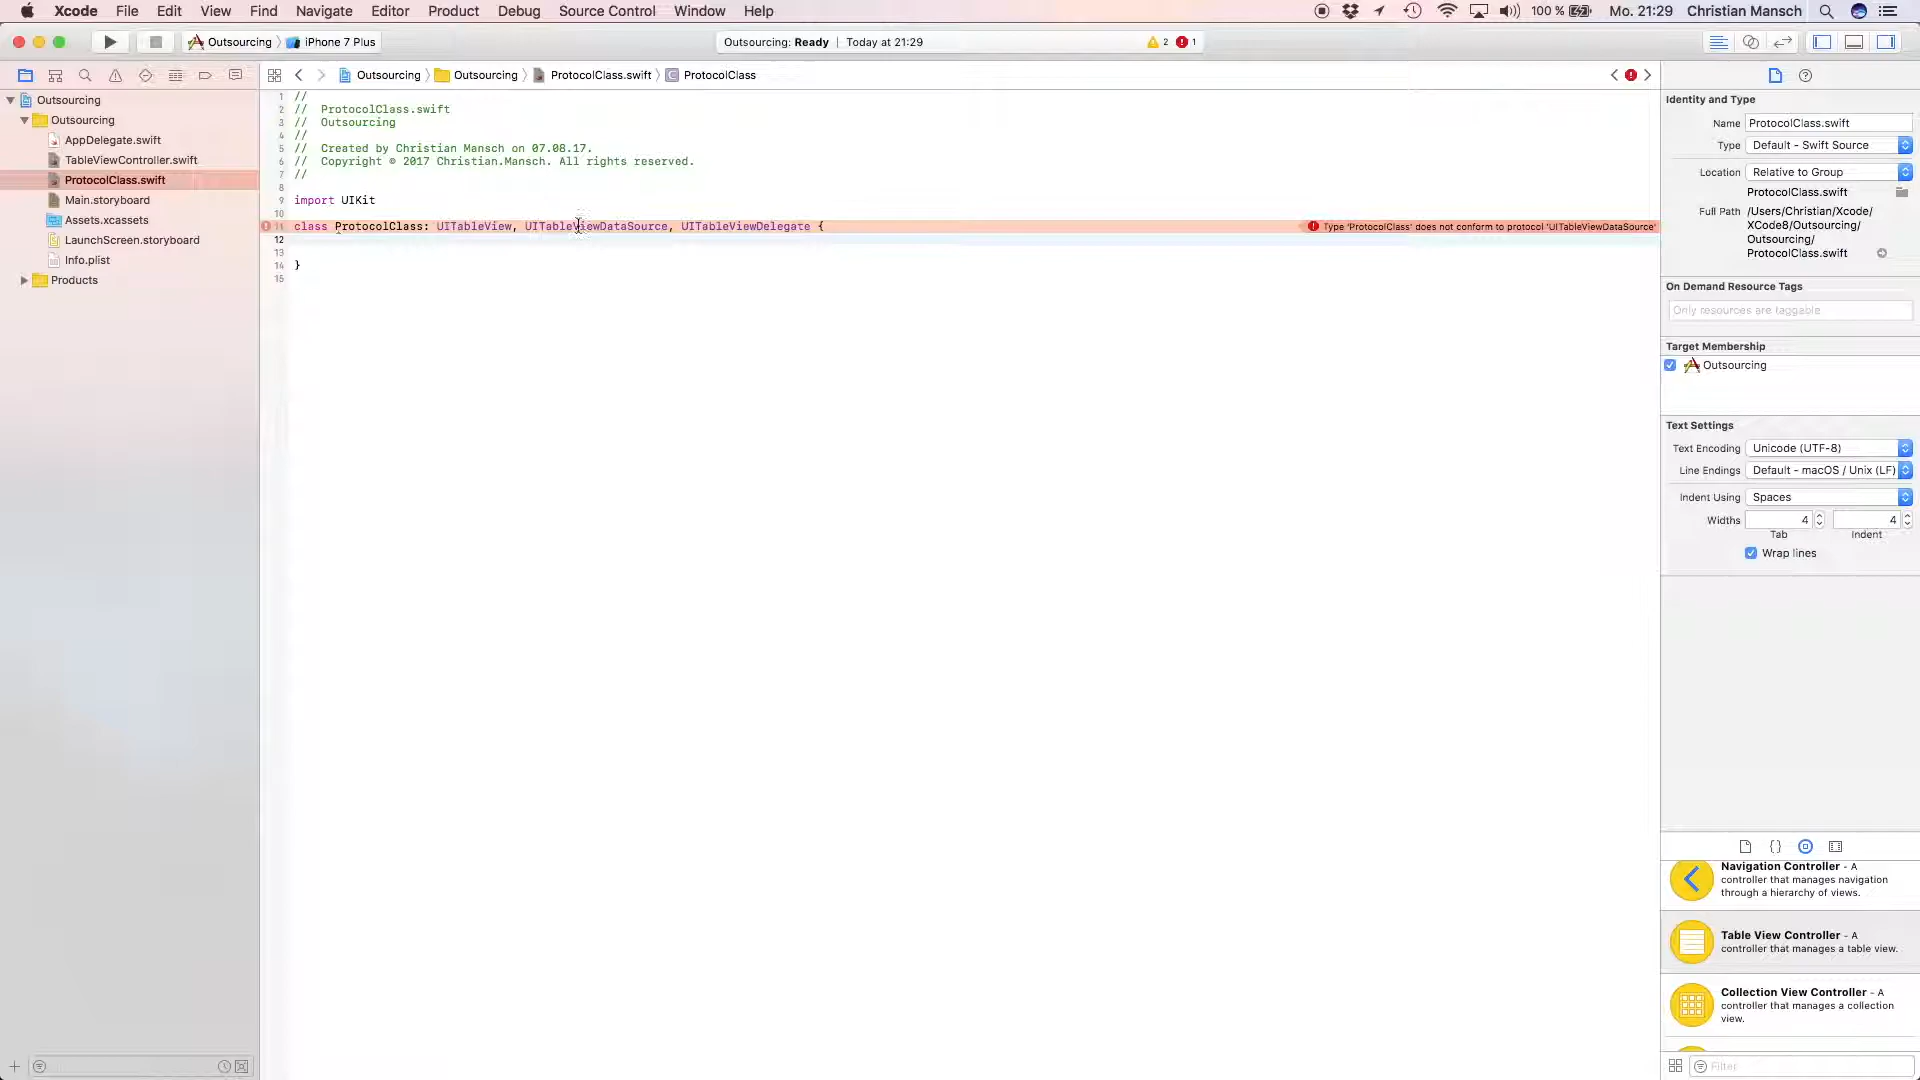 Xcode File Edit View Find Navigate Editor Product Debug Source Control Window Help 100 % Mo. 21:29 Christian Mansch
Outsourcing iPhone 7 Plus Outsourcing: Ready Today at 21:29 2 1
Outsourcing Outsourcing ProtocolClass.swift ProtocolClass
Outsourcing
Outsourcing
AppDelegate.swift
TableViewController.swift
ProtocolClass.swift
Main.storyboard
Assets.xcassets
LaunchScreen.storyboard
Info.plist
Products
1 //
2 // ProtocolClass.swift
3 // Outsourcing
4 //
5 // Created by Christian Mansch on 07.08.17.
6 // Copyright © 2017 Christian.Mansch. All rights reserved.
7 //
8
9 import UIKit
10
11 class ProtocolClass: UITableView, UITableViewDataSource, UITableViewDelegate { Type 'ProtocolClass' does not conform to protocol 'UITableViewDataSource'
12
13
14 }
15
Identity and Type
Name ProtocolClass.swift
Type Default - Swift Source
Location Relative to Group
ProtocolClass.swift
Full Path /Users/Christian/Xcode/
XCode8/Outsourcing/
Outsourcing/
ProtocolClass.swift
On Demand Resource Tags
Only resources are taggable
Target Membership
Outsourcing
Text Settings
Text Encoding Unicode (UTF-8)
Line Endings Default - macOS / Unix (LF)
Indent Using Spaces
Widths 4 4
Tab Indent
Wrap lines
{}
Navigation Controller - A
controller that manages navigation
through a hierarchy of views.
Table View Controller - A
controller that manages a table view.
Collection View Controller - A
controller that manages a collection
view.
Filter